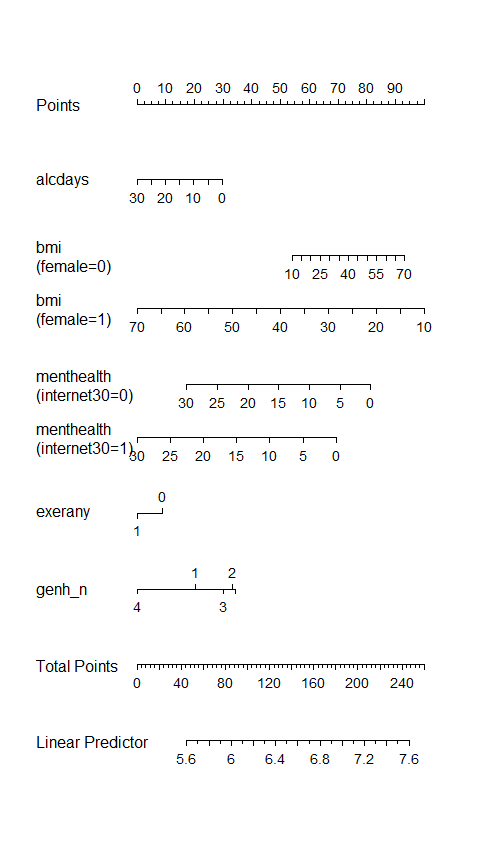 0 10 20 30 40 50 60 70 80 90
Points
alcdays
30 20 10 0
bmi
(female=0)
10 25 40 55 70
bmi
(female=1)
70 60 50 40 30 20 10
menthealth
(internet30=0)
30 25 20 15 10 5 0
menthealth
(internet30=1)
30 25 20 15 10 5 0
0
exerany
1
1 2
genh_n
4 3
Total Points
0 40 80 120 160 200 240
Linear Predictor
5.6 6 6.4 6.8 7.2 7.6